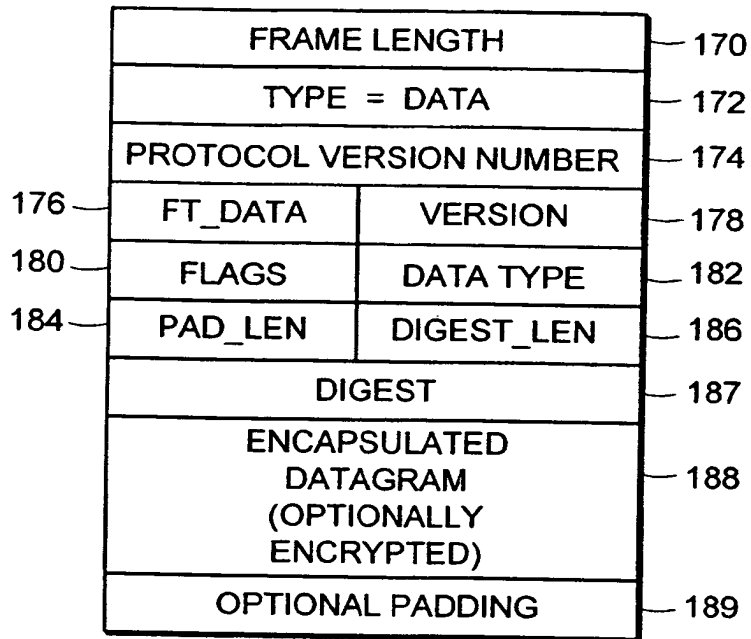 FRAME LENGTH 170
TYPE = DATA 172
PROTOCOL VERSION NUMBER 174
176 FT_DATA VERSION 178
180 FLAGS DATA TYPE 182
184 PAD_LEN DIGEST_LEN 186
DIGEST 187
ENCAPSULATED
DATAGRAM 188
(OPTIONALLY
ENCRYPTED)
OPTIONAL PADDING 189